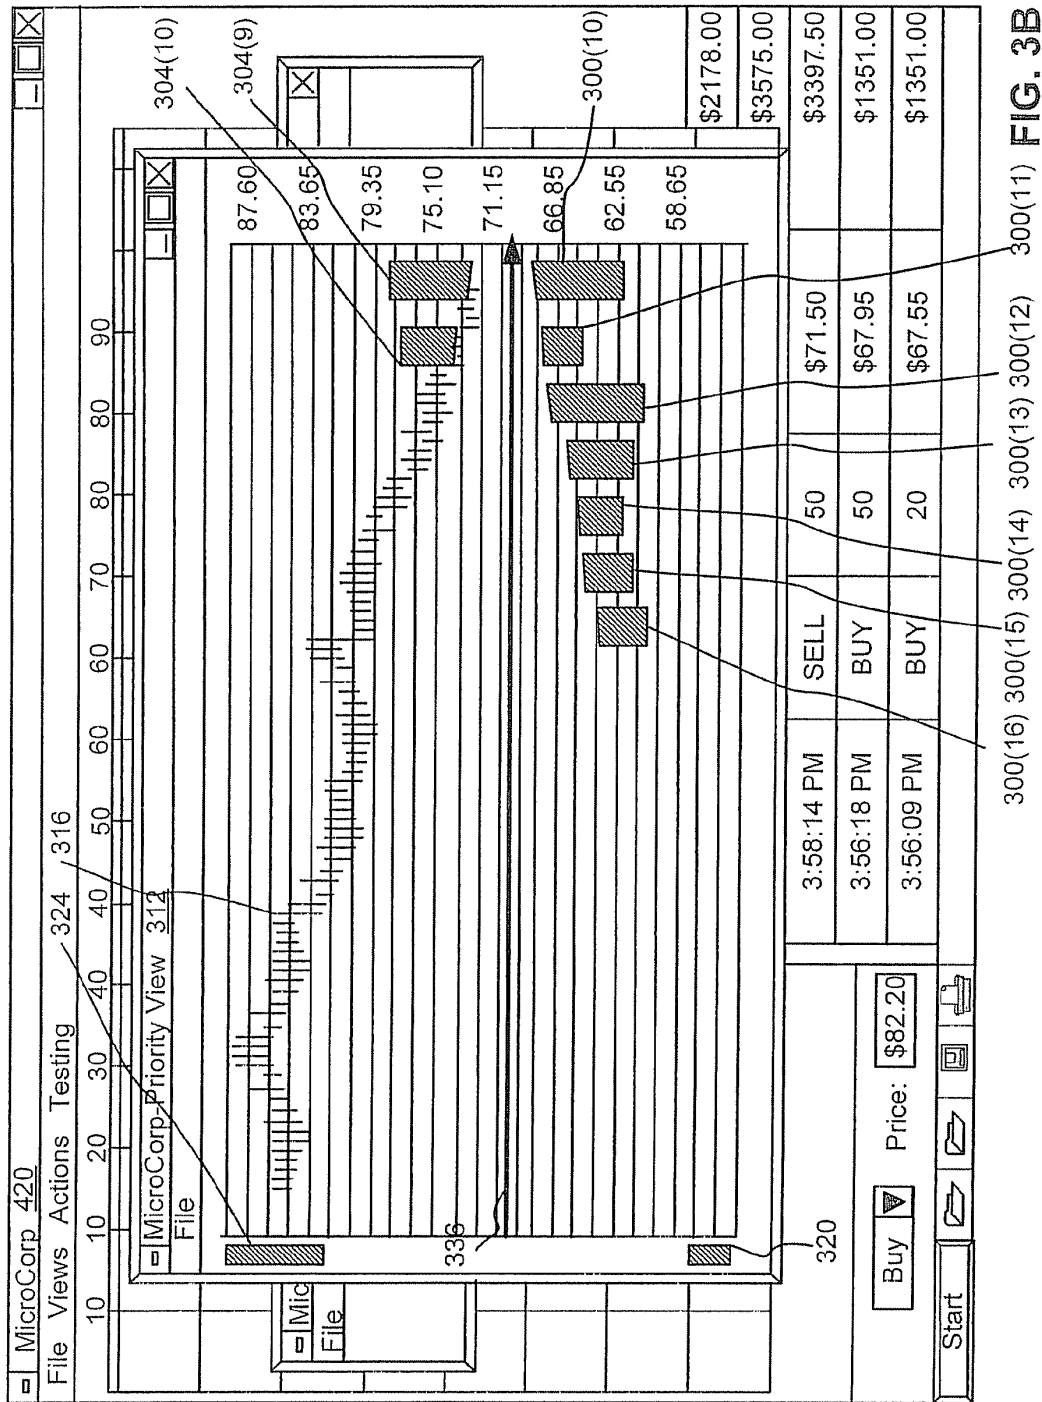 MicroCorp 420
File Views Actions Testing
324
316
10 10 20 30 40 40 50 60 60 70 80 80 90
MicroCorp-Priority View 312
File
304(10)
304(9)
87.60
83.65
79.35
75.10
71.15
66.85
62.55
58.65
Mic
File
336
320
300(10)
$2178.00
$3575.00
3:58:14 PM SELL 50 $71.50 $3397.50
3:56:18 PM BUY 50 $67.95 $1351.00
3:56:09 PM BUY 20 $67.55 $1351.00
Buy Price: $82.20
Start
300(16) 300(15) 300(14) 300(13) 300(12) 300(11)
FIG. 3B